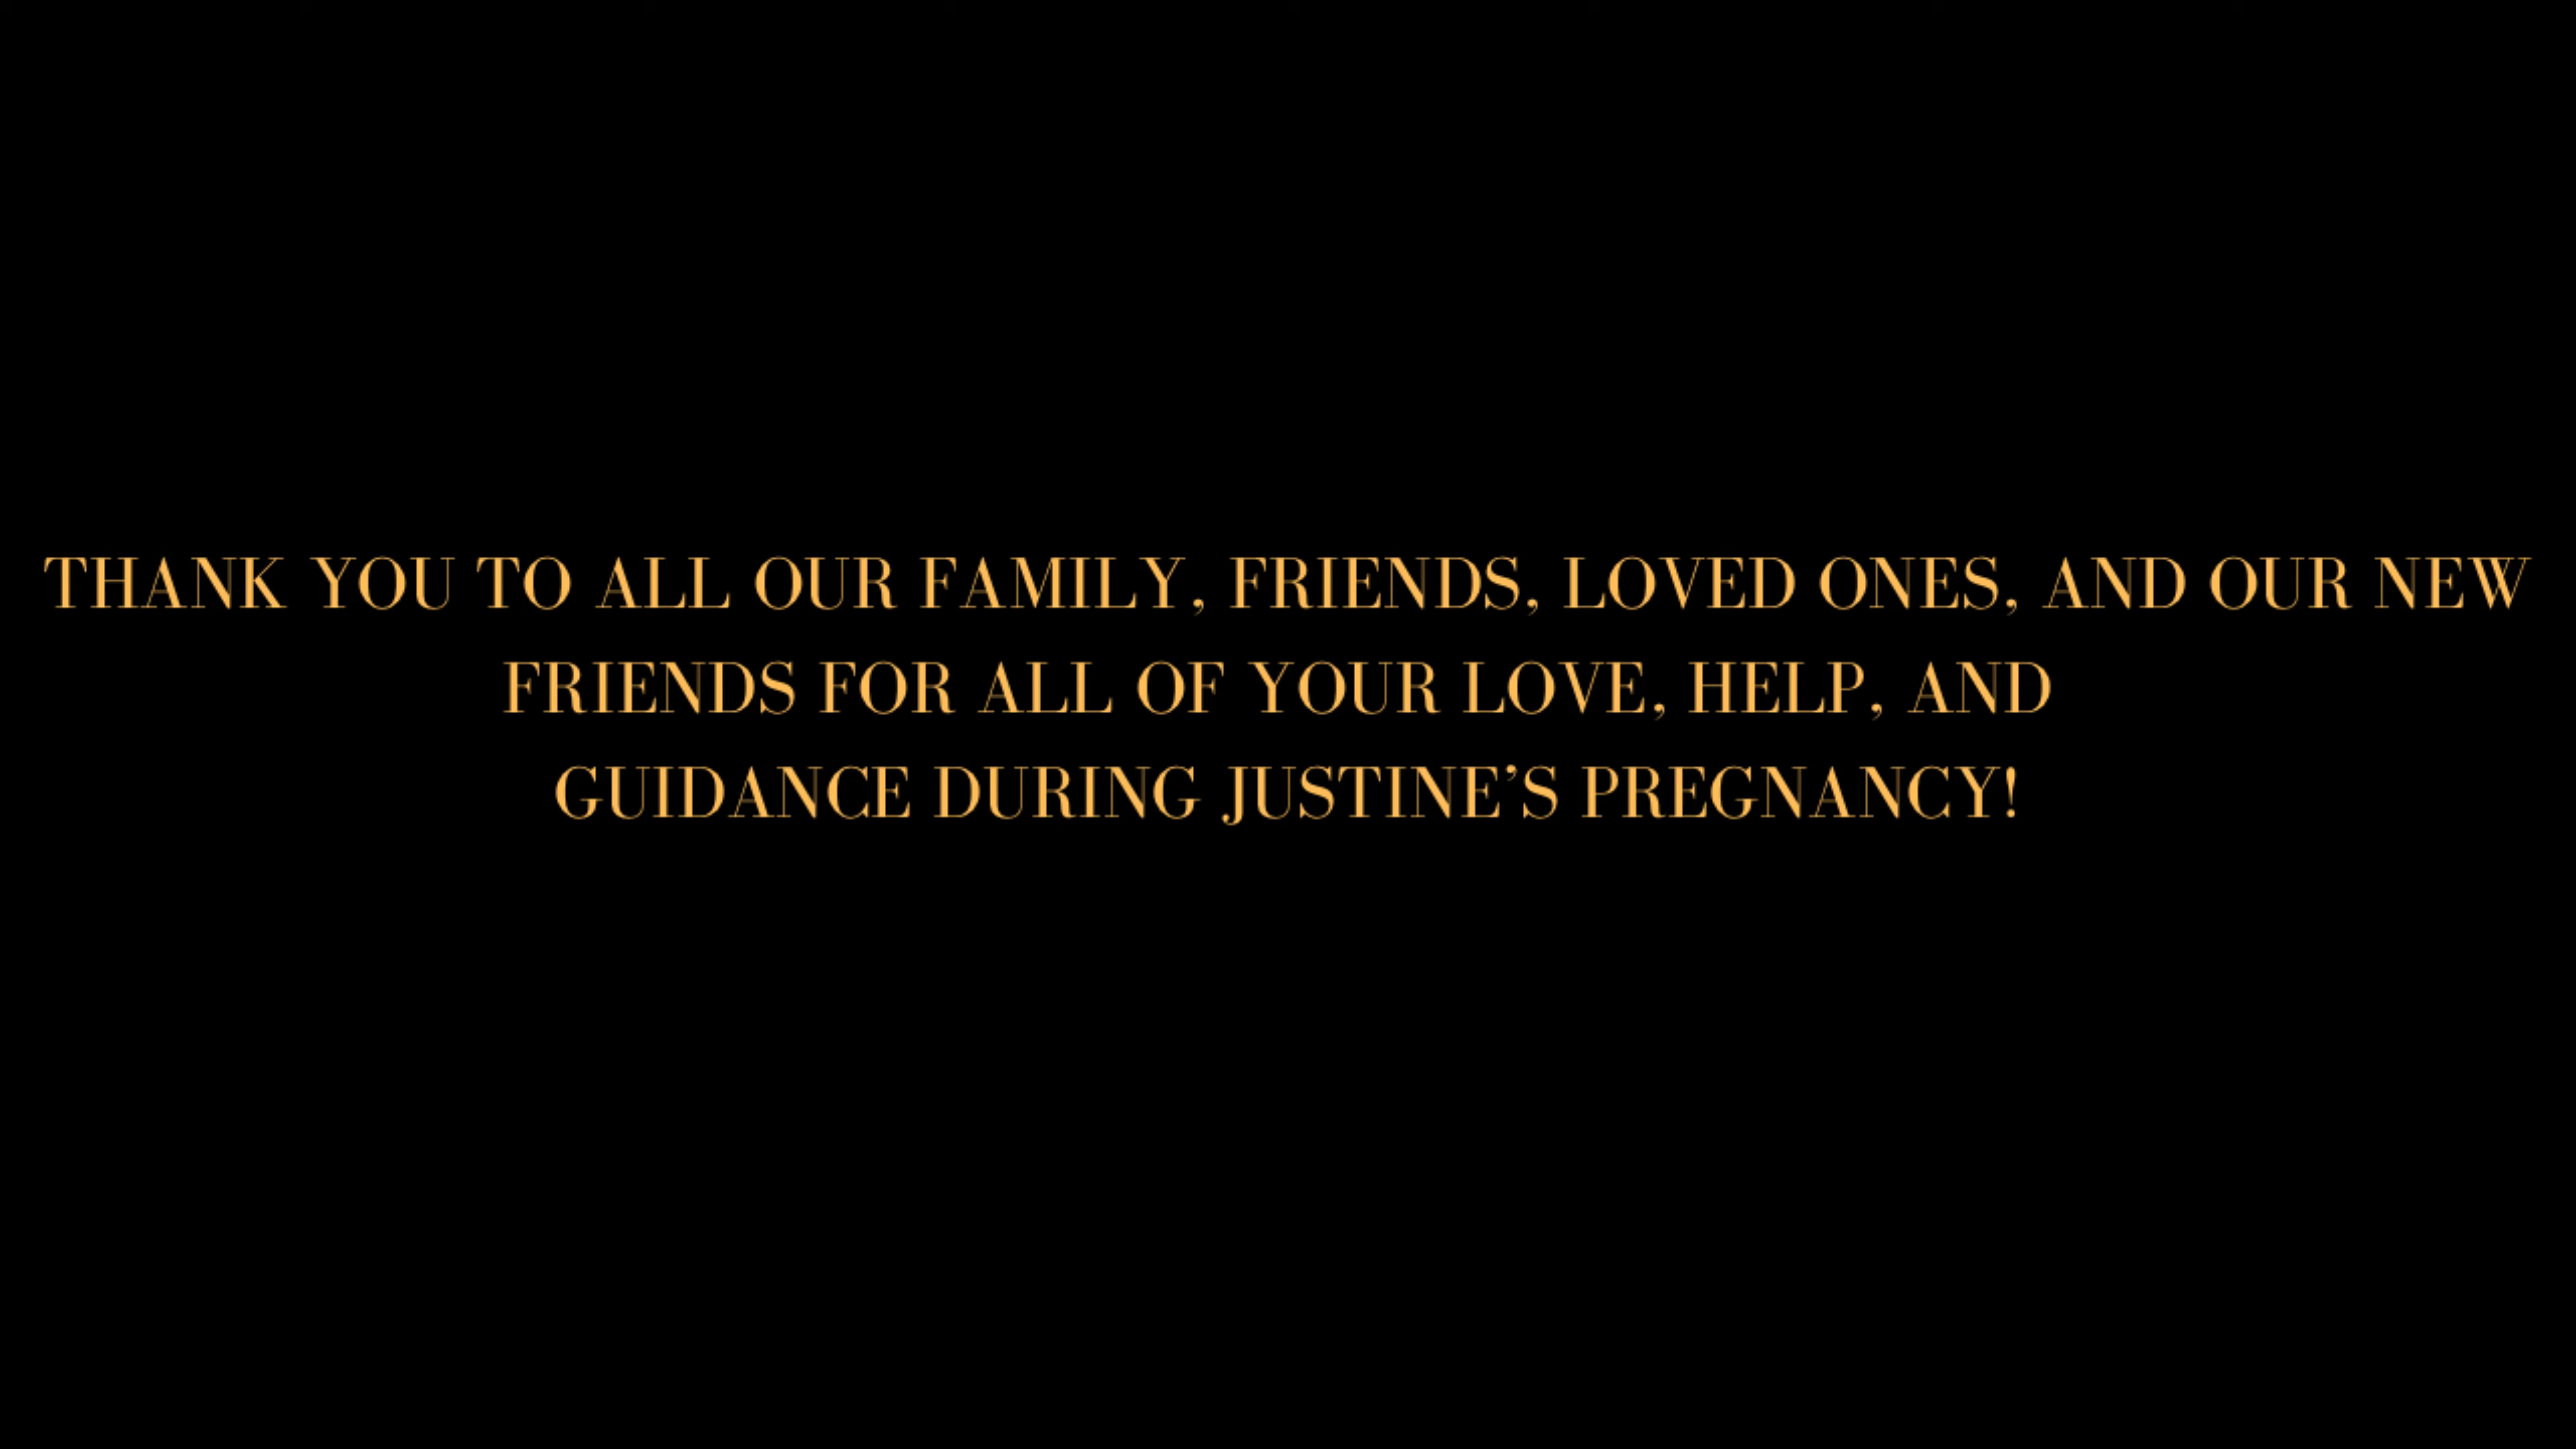 THANK YOU TO ALL OUR FAMILY, FRIENDS, LOVED ONES, AND OUR NEW
FRIENDS FOR ALL OF YOUR LOVE, HELP, AND
GUIDANCE DURING JUSTINE’S PREGNANCY!